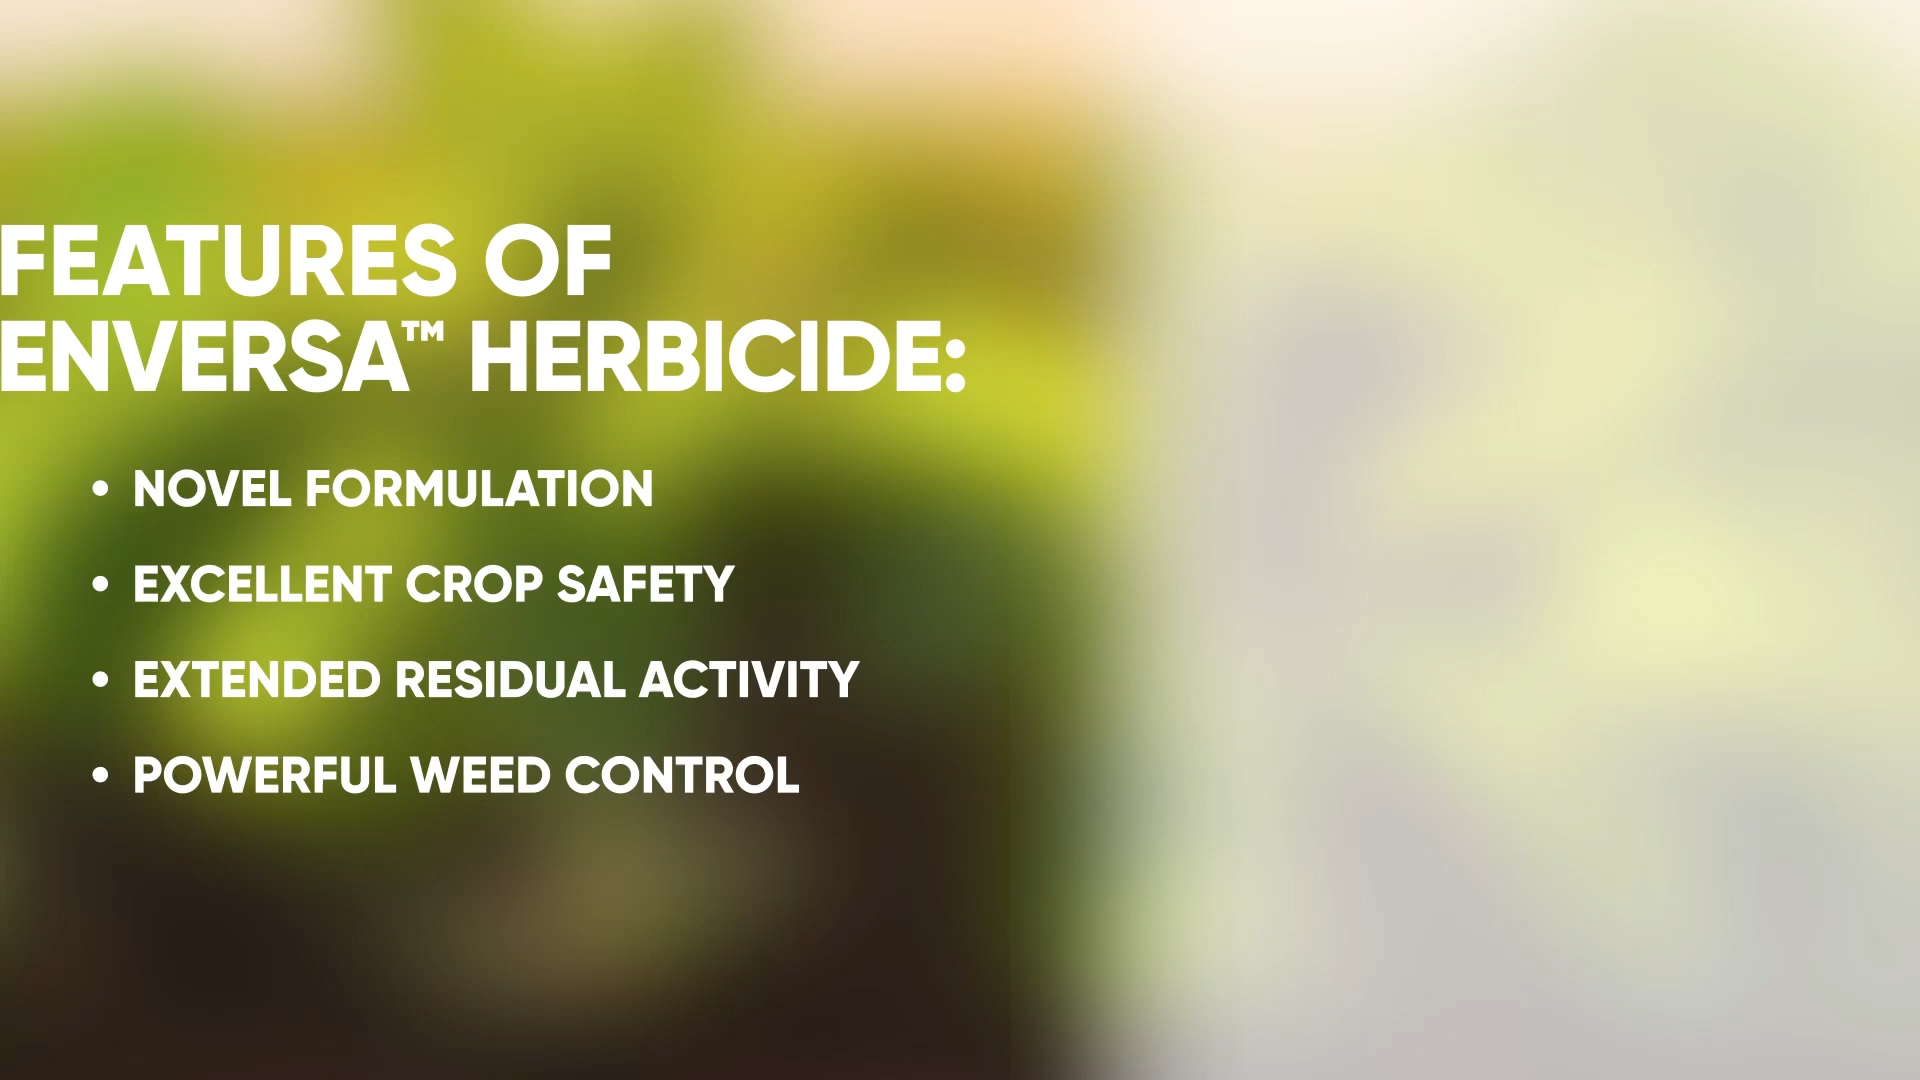 FEATURES OF
ENVERSA™ HERBICIDE:
• NOVEL FORMULATION
• EXCELLENT CROP SAFETY
• EXTENDED RESIDUAL ACTIVITY
• POWERFUL WEED CONTROL